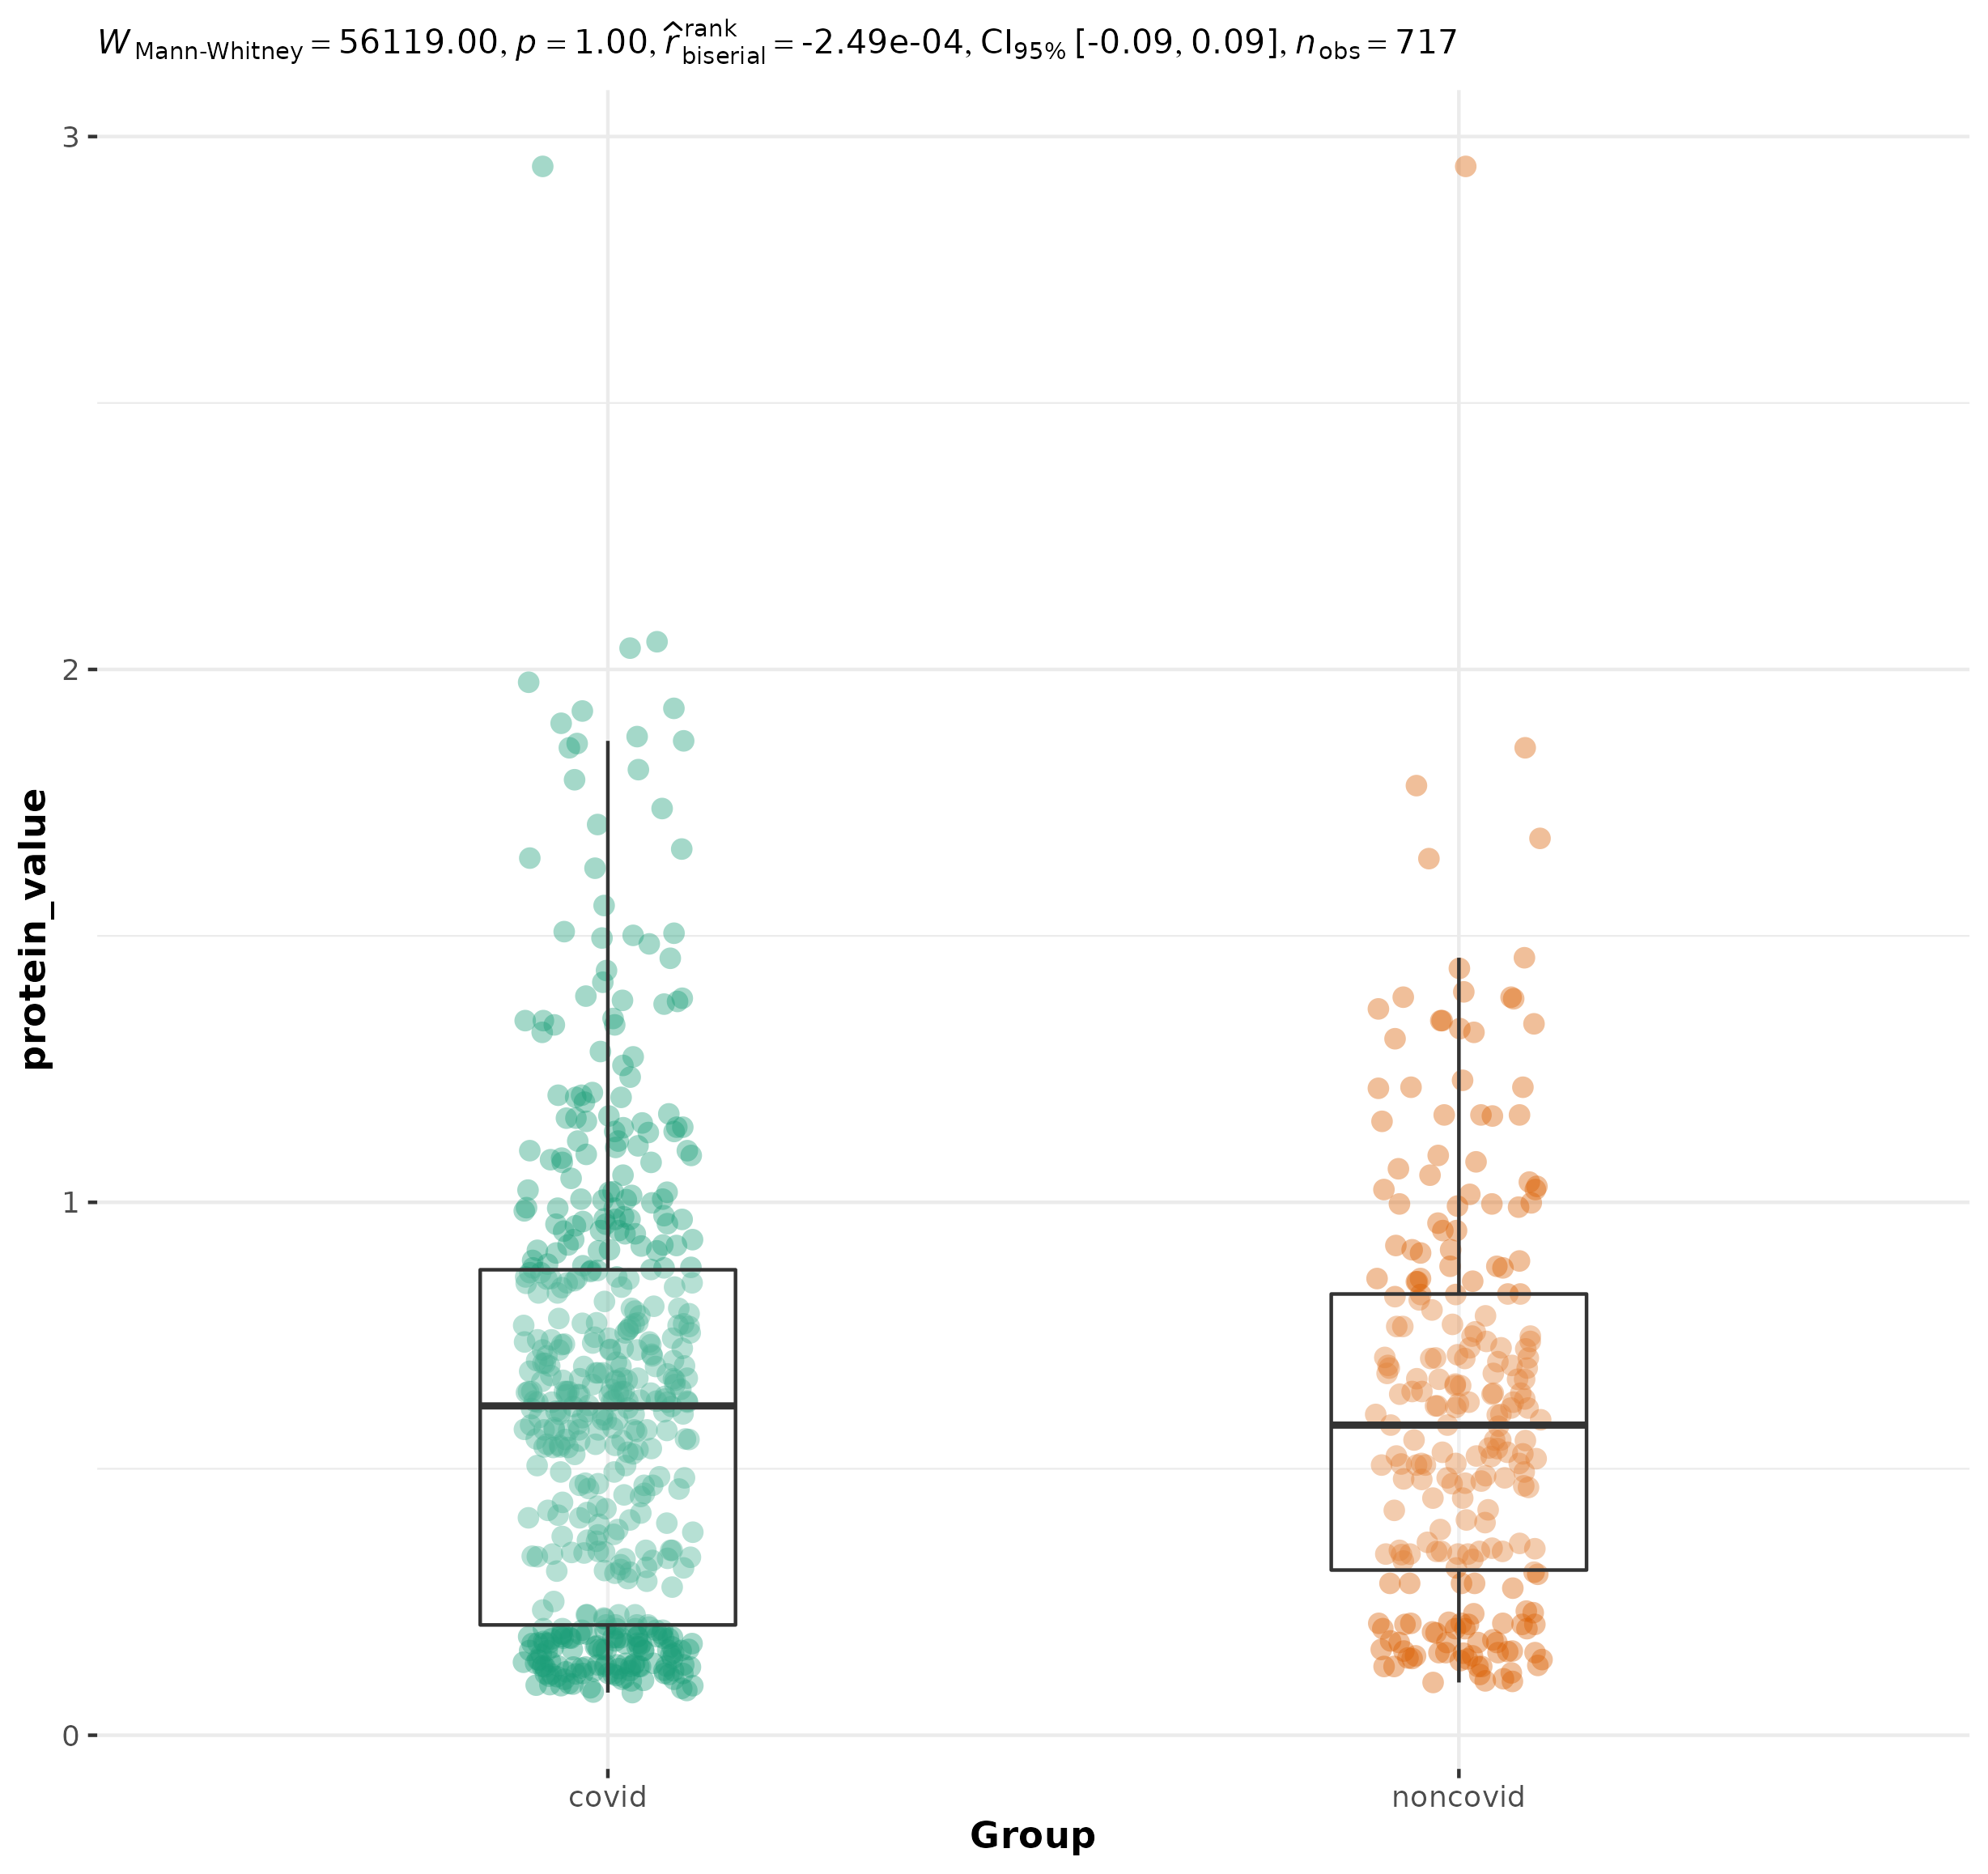 W Mann-Whitney = 56119.00, p = 1.00, r̂ rank biserial = -2.49e-04, CI95% [-0.09, 0.09], n obs = 717
3
2
1
0
protein_value
covid noncovid
Group